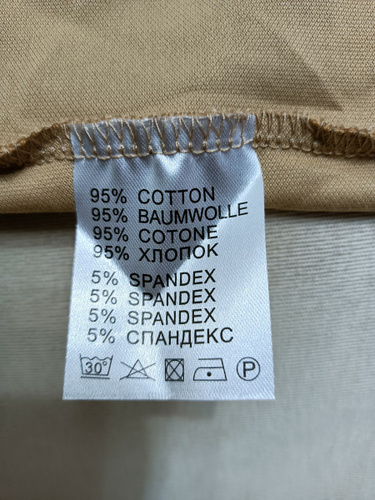 95% COTTON
95% BAUMWOLLE
95% COTONE
95% ХЛОПОК
5% SPANDEX
5% SPANDEX
5% SPANDEX
5% СПАНДЕКС
30° P